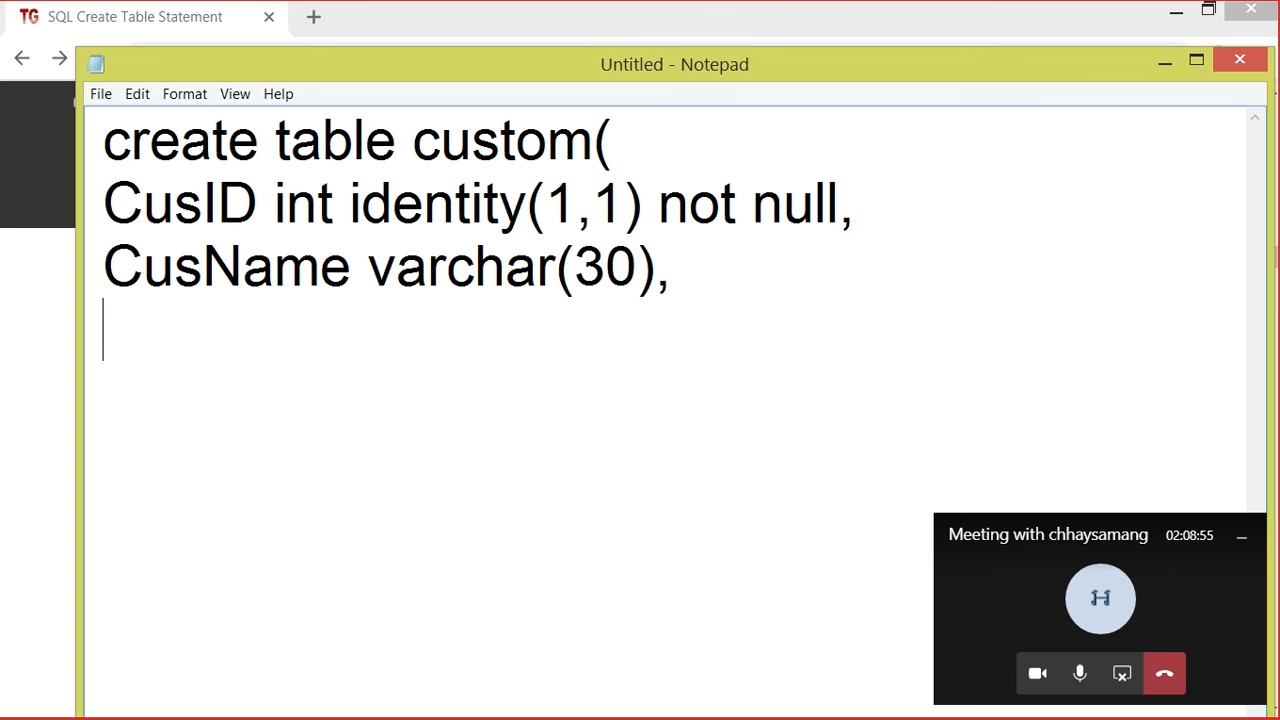 TG SQL Create Table Statement
Untitled - Notepad
File Edit Format View Help
create table custom(
CusID int identity(1,1) not null,
CusName varchar(30),
Meeting with chhaysamang 02:08:55
H